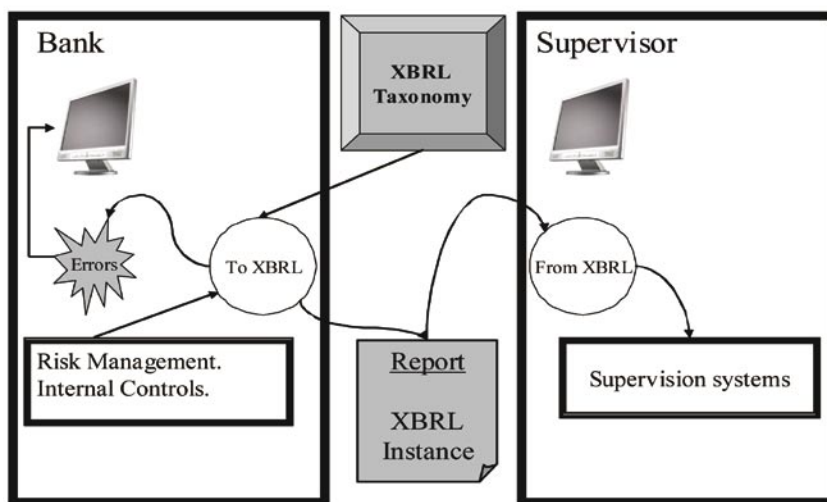 Bank
XBRL
Taxonomy
Supervisor
Errors
To XBRL
From XBRL
Risk Management.
Internal Controls.
Report
XBRL
Instance
Supervision systems